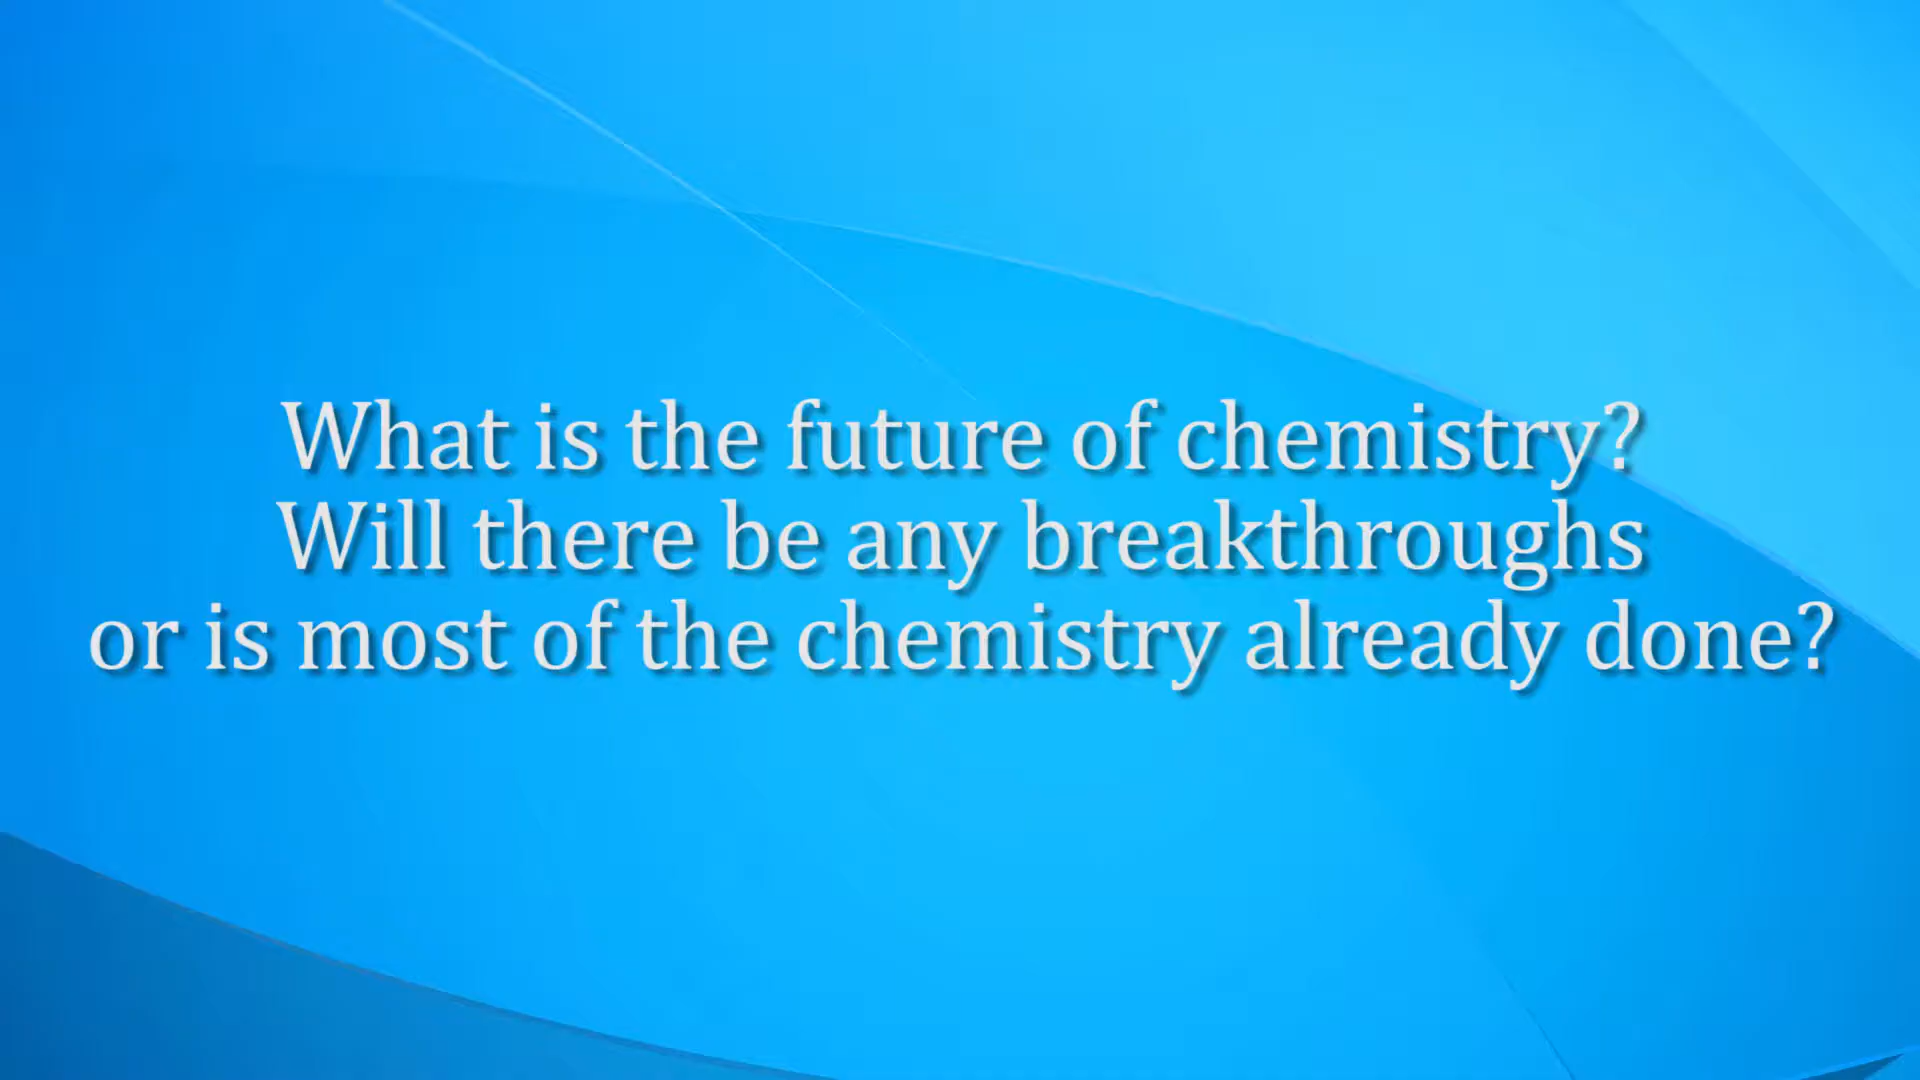 What is the future of chemistry?
Will there be any breakthroughs
or is most of the chemistry already done?